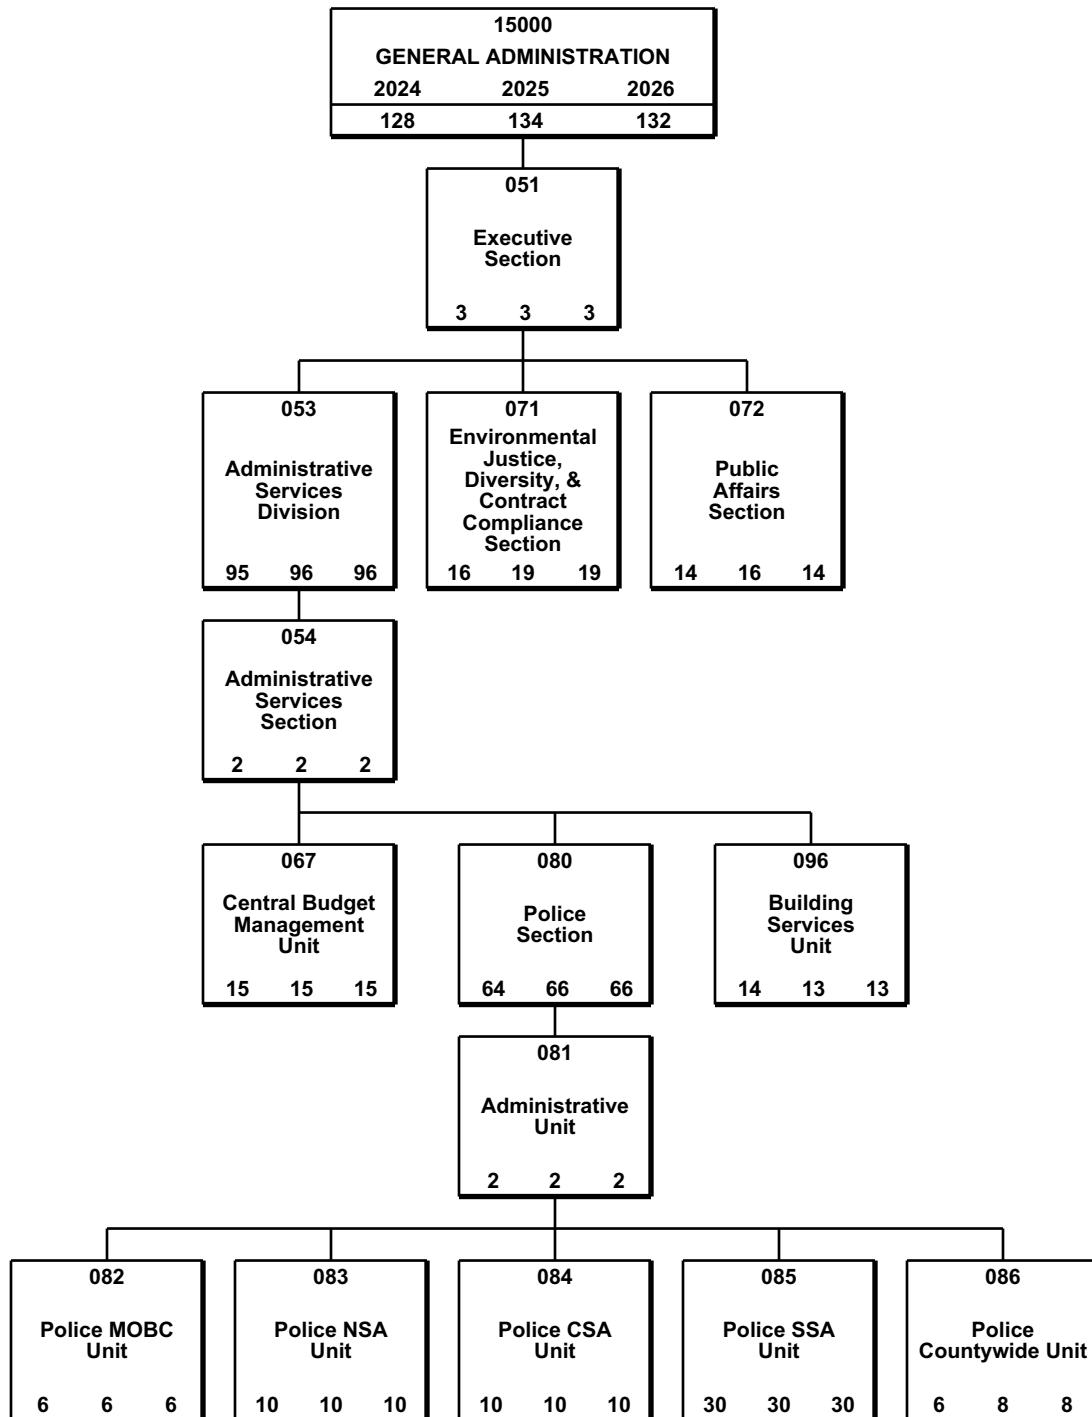 15000
GENERAL ADMINISTRATION
2024 2025 2026
128 134 132
051
Executive
Section
3 3 3
053
Administrative
Services
Division
95 96 96
071
Environmental
Justice,
Diversity, &
Contract
Compliance
Section
16 19 19
072
Public
Affairs
Section
14 16 14
054
Administrative
Services
Section
2 2 2
067
Central Budget
Management
Unit
15 15 15
080
Police
Section
64 66 66
096
Building
Services
Unit
14 13 13
081
Administrative
Unit
2 2 2
082
Police MOBC
Unit
6 6 6
083
Police NSA
Unit
10 10 10
084
Police CSA
Unit
10 10 10
085
Police SSA
Unit
30 30 30
086
Police
Countywide Unit
6 8 8